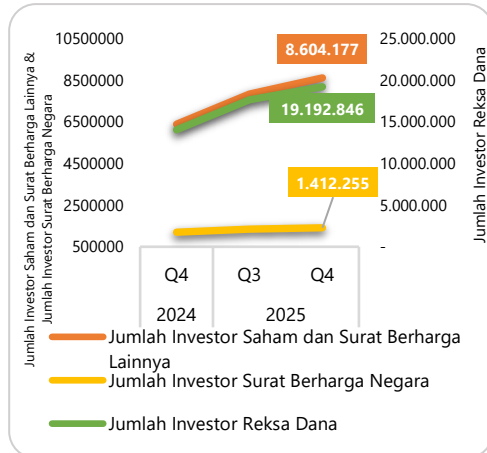 Jumlah Investor Saham dan Surat Berharga Lainnya &
Jumlah Investor Surat Berharga Negara
10500000
8500000
6500000
4500000
2500000
500000
8.604.177
19.192.846
1.412.255
25.000.000
20.000.000
15.000.000
10.000.000
5.000.000
-
Jumlah Investor Reksa Dana
Q4
Q3
Q4
2024
2025
Jumlah Investor Saham dan Surat Berharga
Lainnya
Jumlah Investor Surat Berharga Negara
Jumlah Investor Reksa Dana